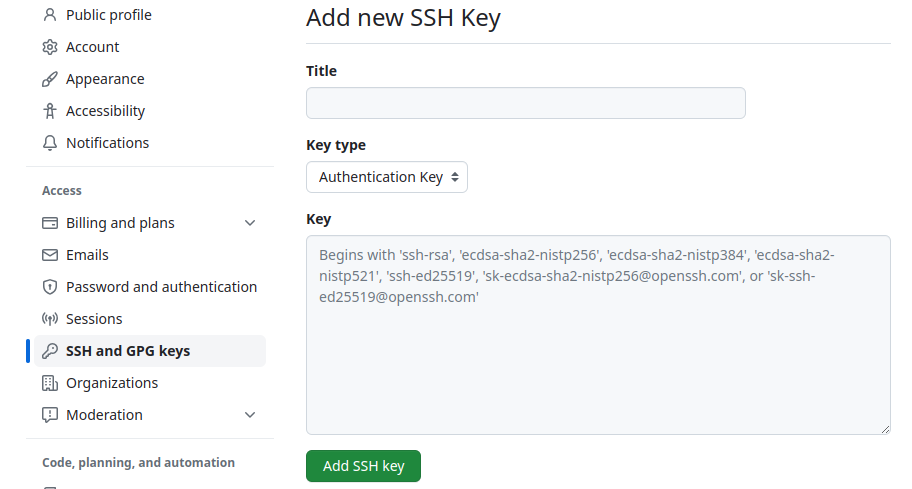 Public profile
Account
Appearance
Accessibility
Notifications
Access
Billing and plans
Emails
Password and authentication
Sessions
SSH and GPG keys
Organizations
Moderation
Code, planning, and automation
Add new SSH Key
Title
Key type
Authentication Key
Key
Begins with 'ssh-rsa', 'ecdsa-sha2-nistp256', 'ecdsa-sha2-nistp384', 'ecdsa-sha2-
nistp521', 'ssh-ed25519', 'sk-ecdsa-sha2-nistp256@openssh.com', or 'sk-ssh-
ed25519@openssh.com'
Add SSH key